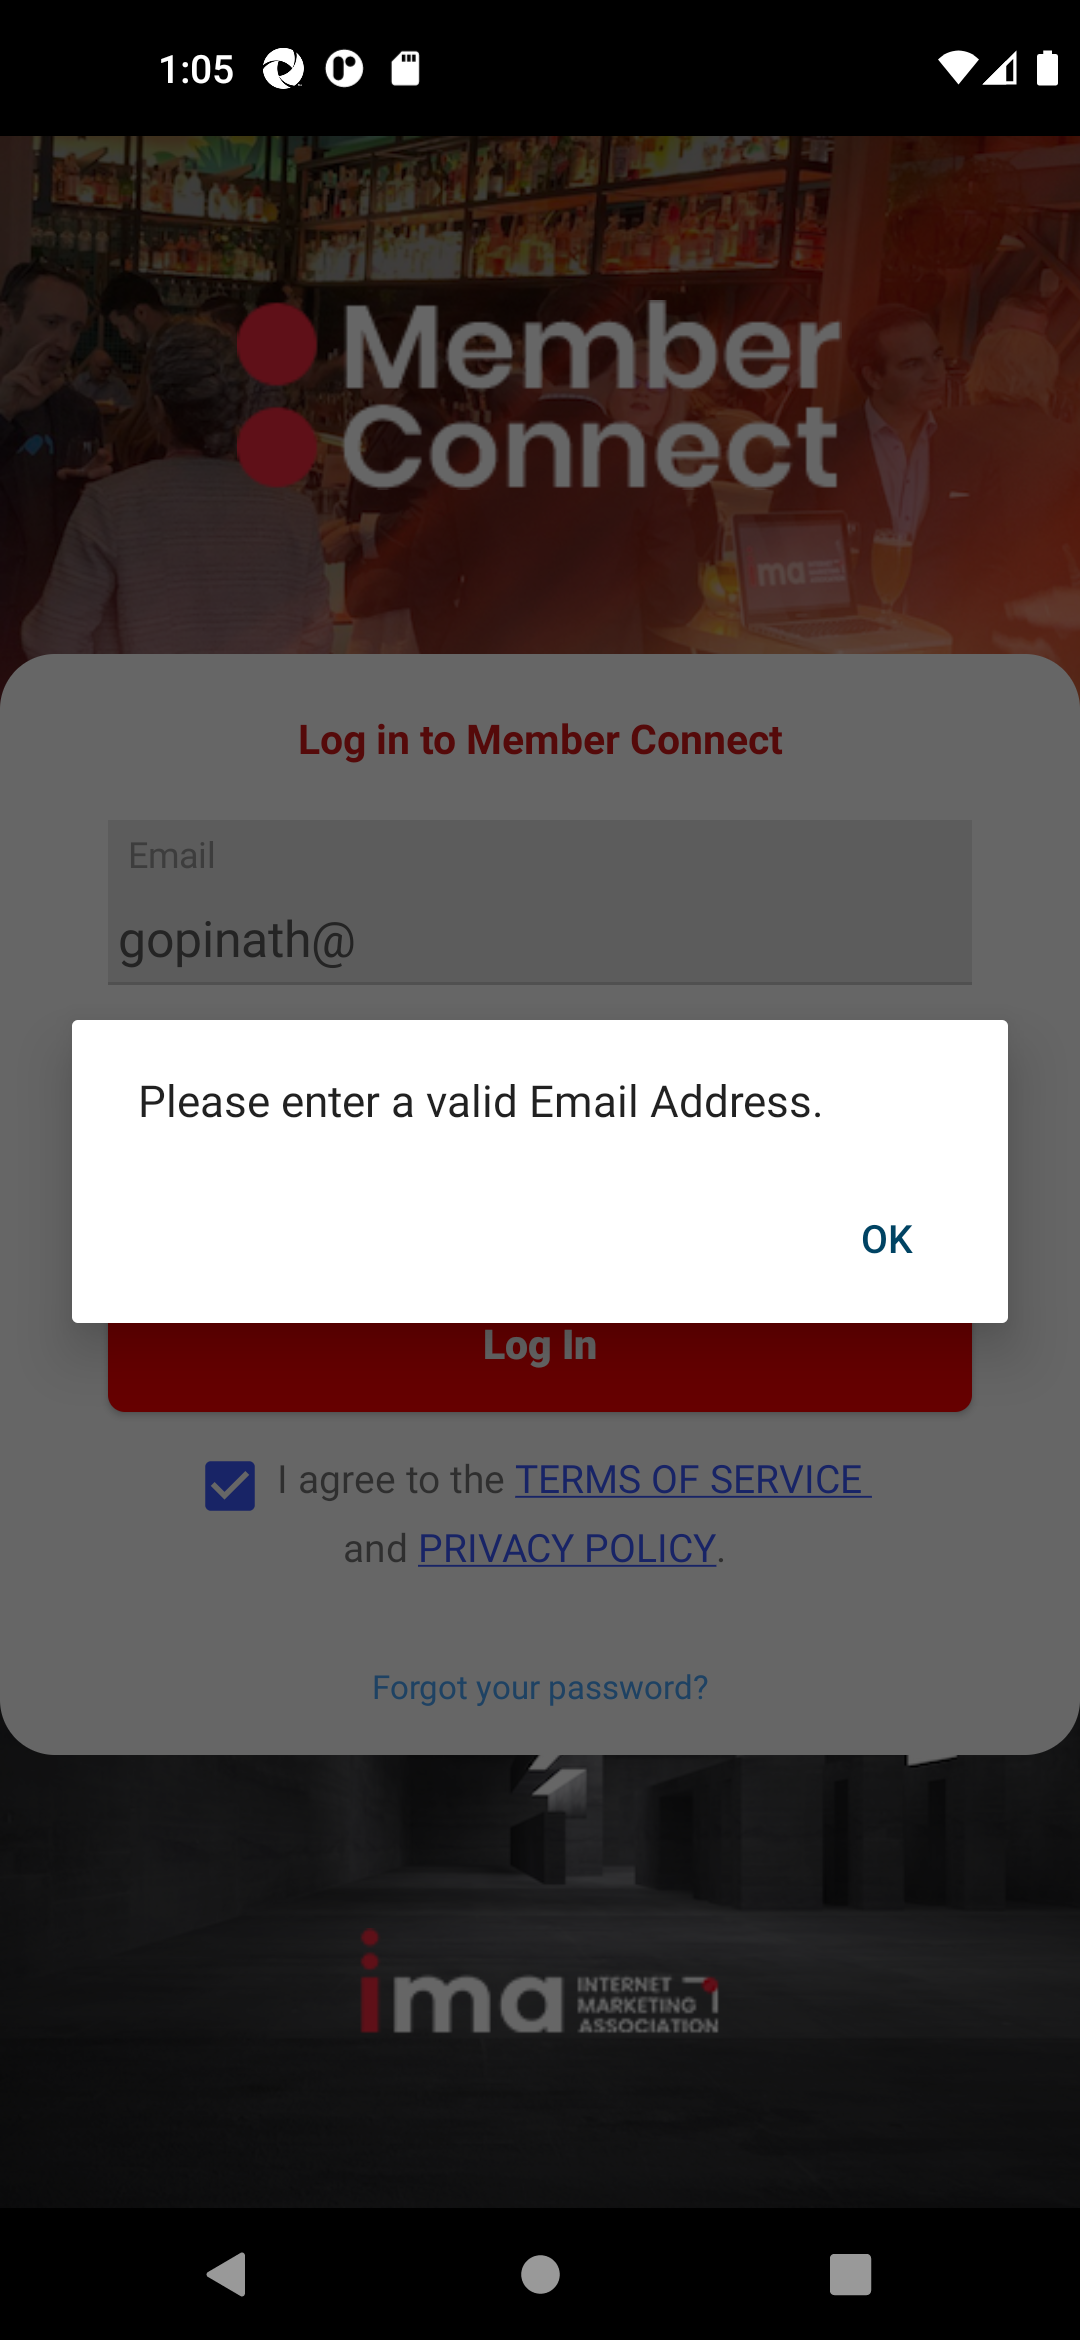 1:05
Member
Connect
ima
Log in to Member Connect
Email
gopinath@
Please enter a valid Email Address.
OK
Log In
I agree to the TERMS OF SERVICE
and PRIVACY POLICY.
Forgot your password?
ima INTERNET
MARKETING
ASSOCIATION